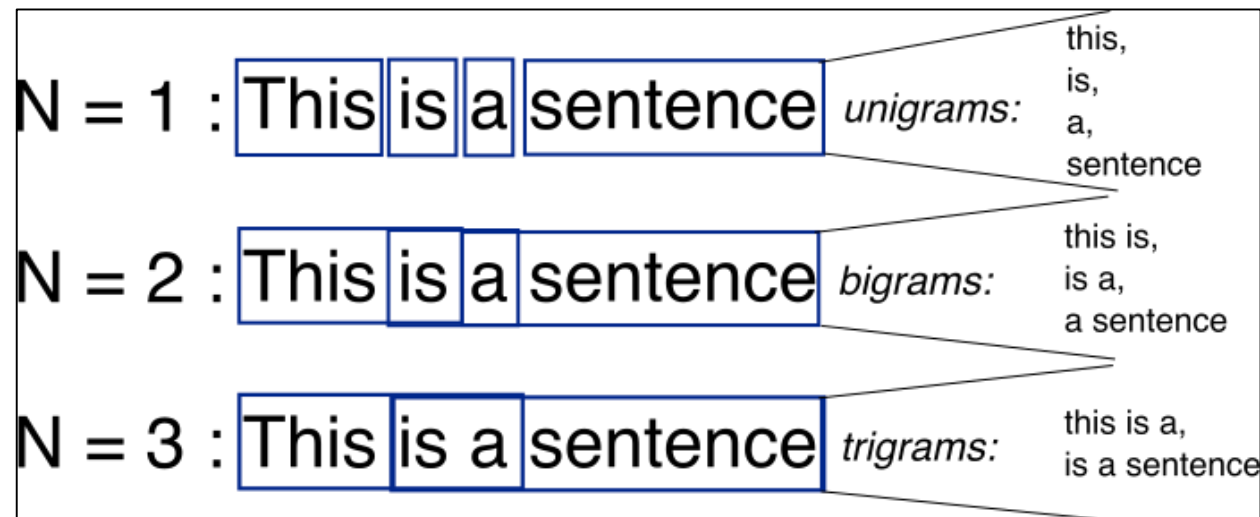 N = 1 : This is a sentence unigrams:
this,
is,
a,
sentence
N = 2 : This is a sentence bigrams:
this is,
is a,
a sentence
N = 3 : This is a sentence trigrams:
this is a,
is a sentence